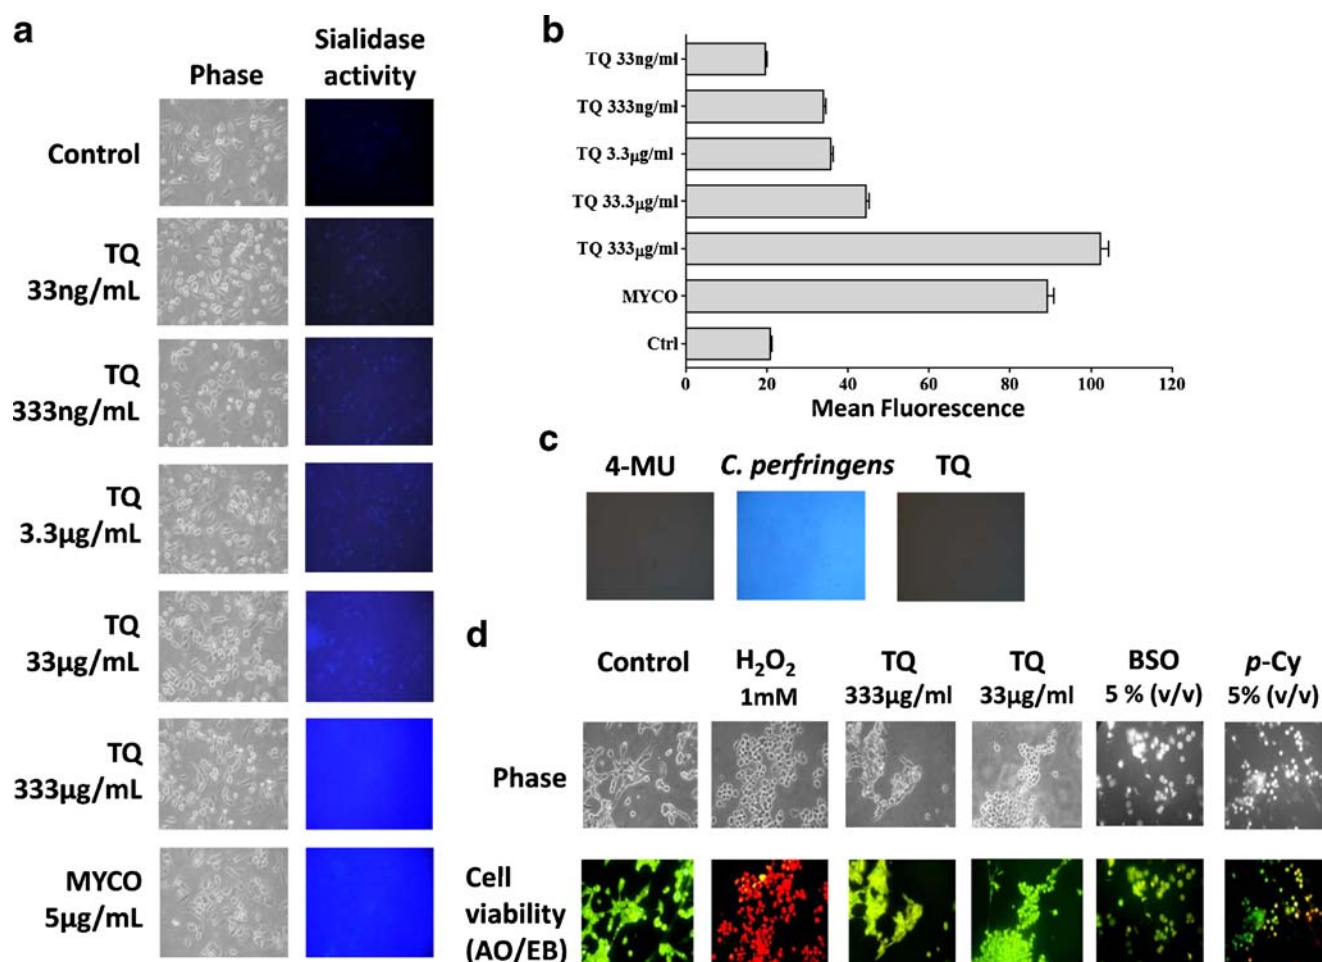 a
Phase
Sialidase
activity
Control
TQ
33ng/mL
TQ
333ng/mL
TQ
3.3µg/mL
TQ
33µg/mL
TQ
333µg/mL
MYCO
5µg/mL
b
TQ 33ng/ml
TQ 333ng/ml
TQ 3.3µg/ml
TQ 33.3µg/ml
TQ 333µg/ml
MYCO
Ctrl
0 20 40 60 80 100 120
Mean Fluorescence
c
4-MU C. perfringens TQ
d
Control H₂O₂ TQ TQ BSO p-Cy
1mM 333µg/ml 33µg/ml 5 % (v/v) 5% (v/v)
Phase
Cell
viability
(AO/EB)